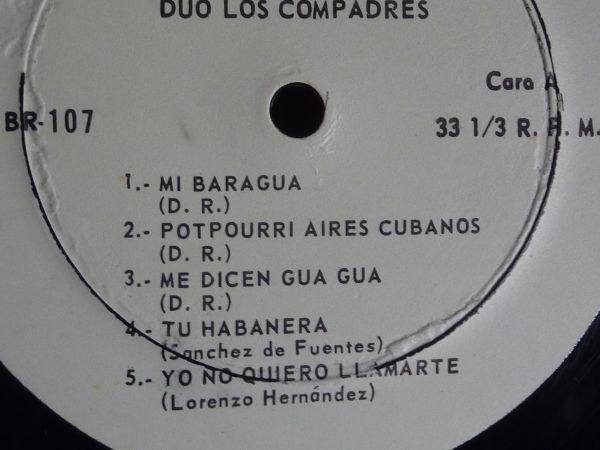 DUO LOS COMPADRES
Cara A
BR-107
33 1/3 R. P. M.
1.- MI BARAGUA
(D. R.)
2.- POTPOURRI AIRES CUBANOS
(D. R.)
3.- ME DICEN GUA GUA
(D. R.)
4.- TU HABANERA
(Sanchez de Fuentes)
5.- YO NO QUIERO LLAMARTE
(Lorenzo Hernández)